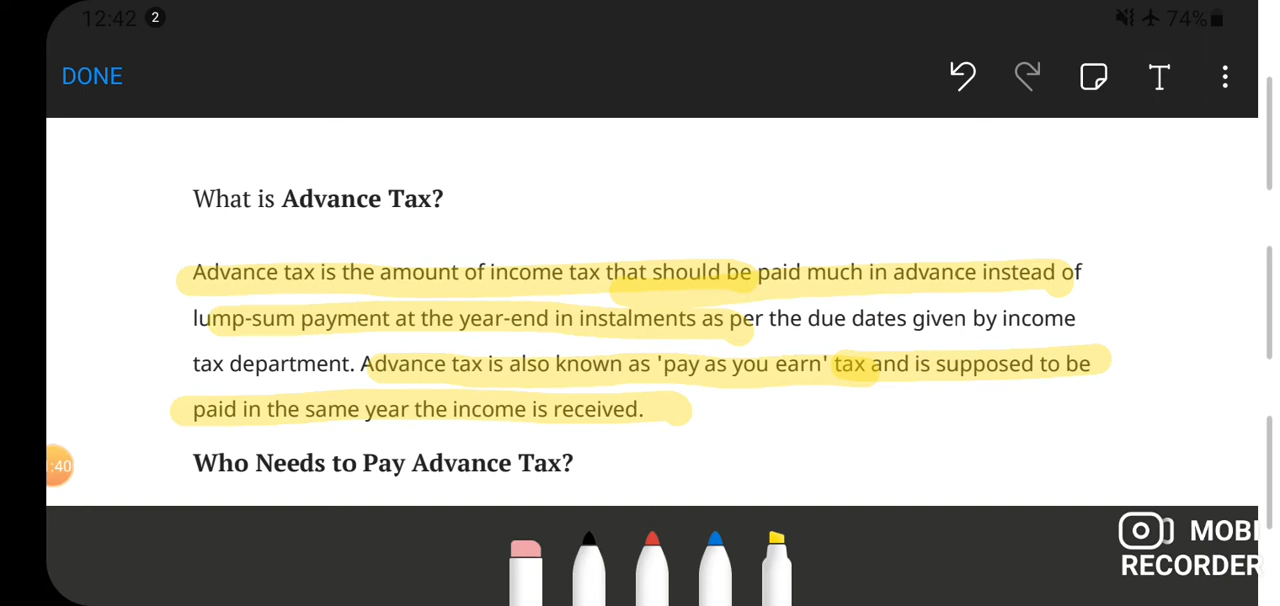 12:42 2 74%
DONE T
What is Advance Tax?
Advance tax is the amount of income tax that should be paid much in advance instead of
lump-sum payment at the year-end in instalments as per the due dates given by income
tax department. Advance tax is also known as 'pay as you earn' tax and is supposed to be
paid in the same year the income is received.
:40
Who Needs to Pay Advance Tax?
MOBI
RECORDER